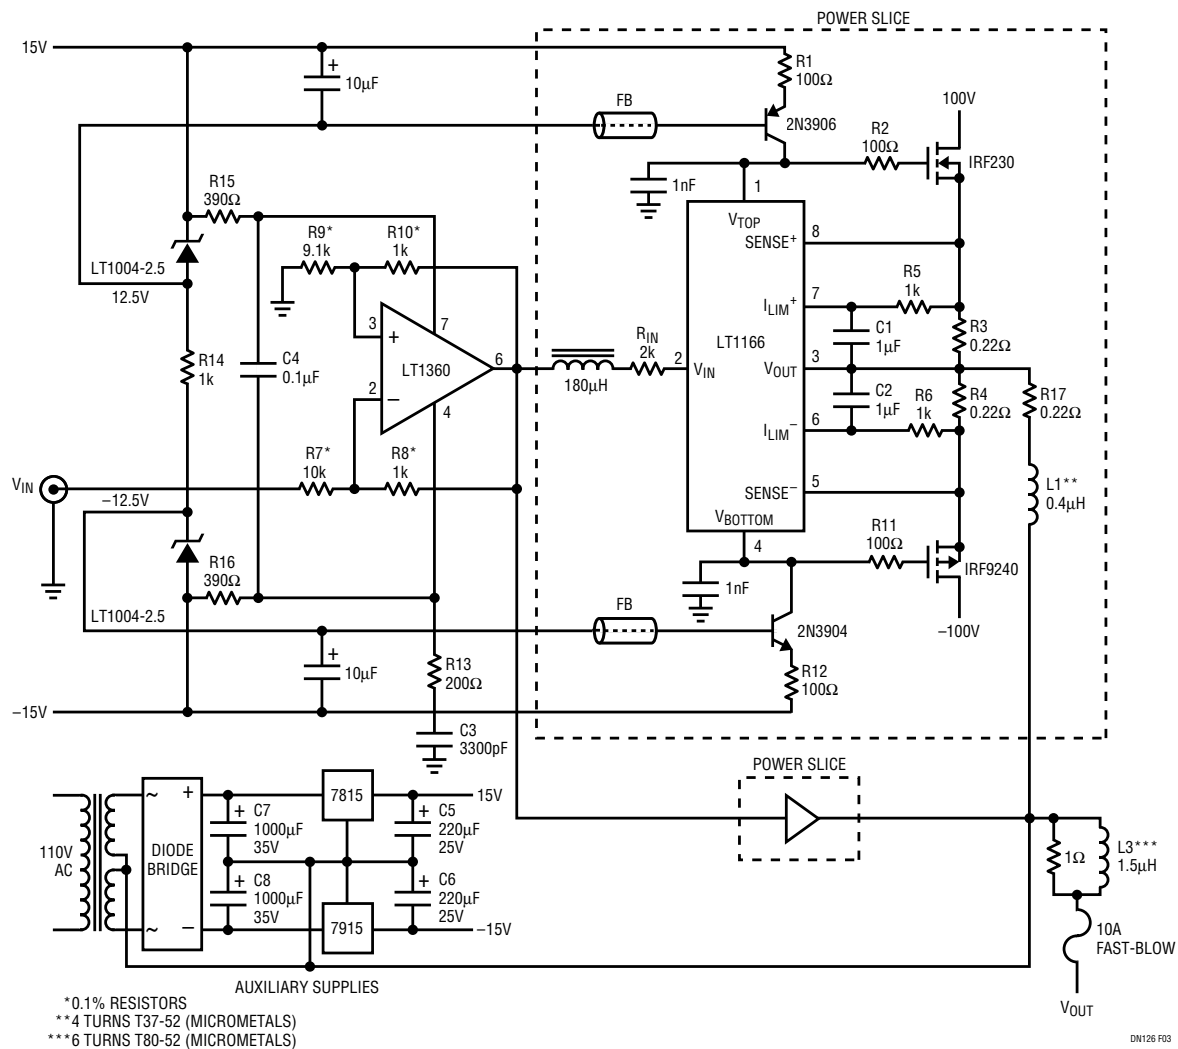 POWER SLICE
15V
+
10µF
R1
100Ω
FB
2N3906
100V
R2
100Ω
IRF230
1nF
1
R15
390Ω
VTOP
SENSE+
8
R9*
9.1k
R10*
1k
LT1004-2.5
12.5V
R5
1k
ILIM+
7
3
+
7
R3
0.22Ω
C1
1µF
RIN
2k
LT1166
R14
1k
C4
0.1µF
LT1360
6
2
VIN
VOUT
3
180µH
2
–
4
C2
1µF
R6
1k
R4
0.22Ω
R17
0.22Ω
ILIM–
6
R7*
10k
R8*
1k
VIN
–12.5V
SENSE–
5
L1**
0.4µH
VBOTTOM
4
R11
100Ω
R16
390Ω
IRF9240
1nF
LT1004-2.5
FB
2N3904
–100V
+
10µF
R13
200Ω
R12
100Ω
–15V
C3
3300pF
POWER SLICE
~
+
7815
15V
+ C7
1000µF
35V
+ C5
220µF
25V
110V
AC
DIODE
BRIDGE
1Ω
L3***
1.5µH
+ C8
1000µF
35V
+ C6
220µF
25V
~
–
7915
–15V
10A
FAST-BLOW
AUXILIARY SUPPLIES
VOUT
*0.1% RESISTORS
**4 TURNS T37-52 (MICROMETALS)
***6 TURNS T80-52 (MICROMETALS)
DN126 F03